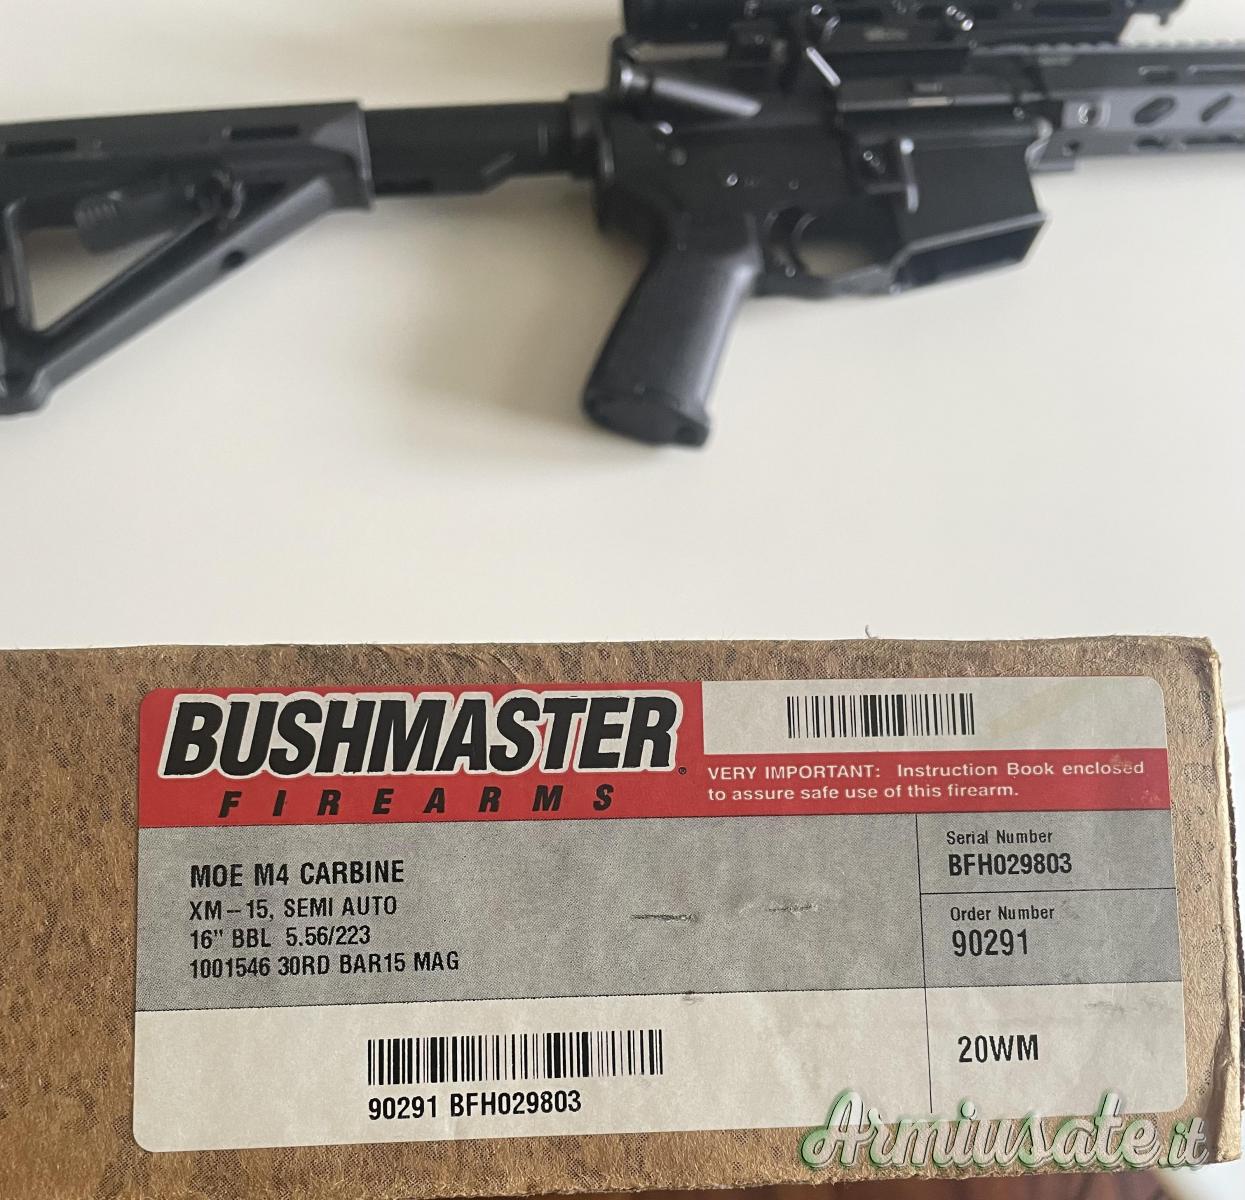 BUSHMASTER
FIREARMS
VERY IMPORTANT: Instruction Book enclosed
to assure safe use of this firearm.
MOE M4 CARBINE
XM-15, SEMI AUTO
16" BBL 5.56/223
1001546 30RD BAR15 MAG
Serial Number
BFH029803
Order Number
90291
90291 BFH029803
20WM
Armiusate.it